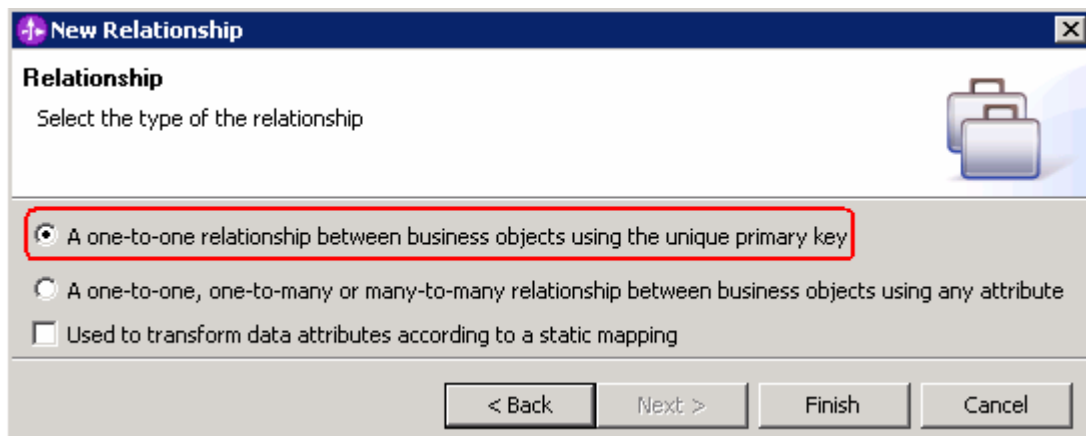 New Relationship
Relationship
Select the type of the relationship
A one-to-one relationship between business objects using the unique primary key
A one-to-one, one-to-many or many-to-many relationship between business objects using any attribute
Used to transform data attributes according to a static mapping
< Back Next > Finish Cancel